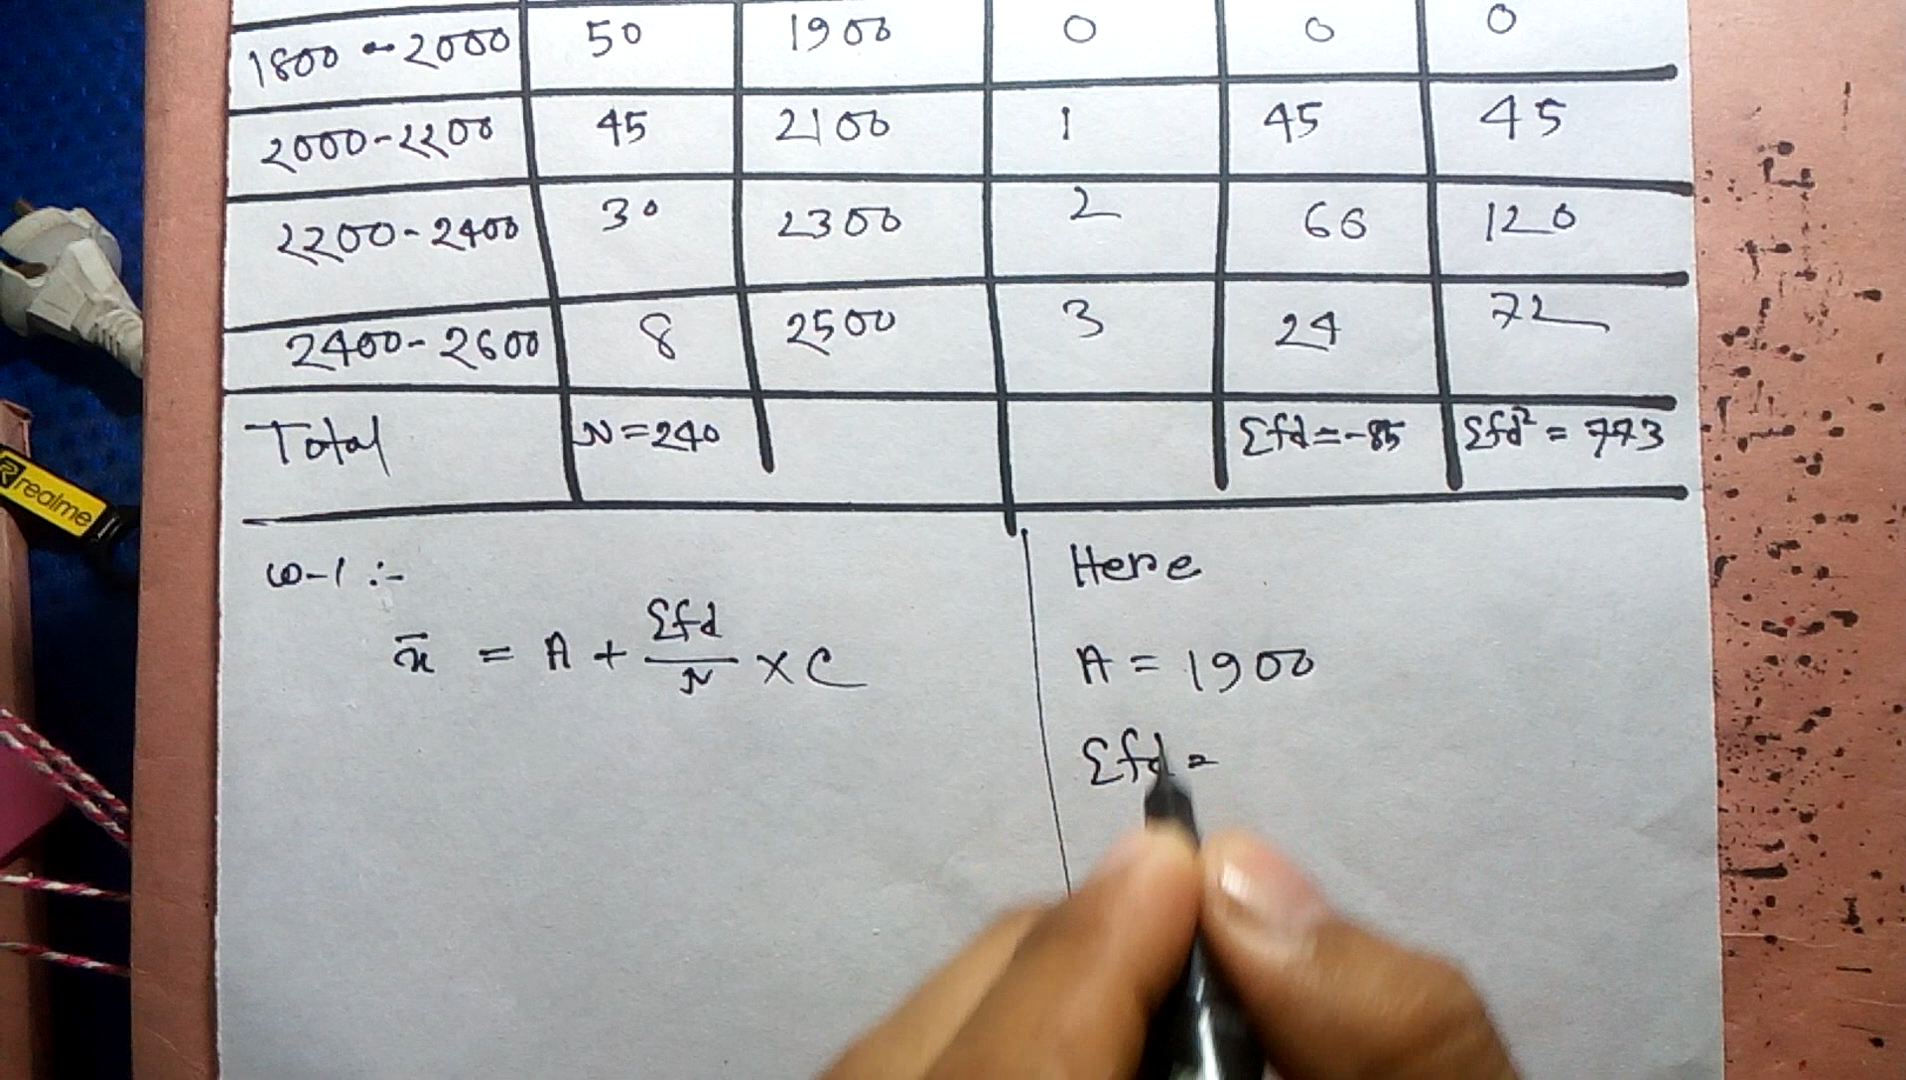 1800 - 2000 50 1900 0 0 0
2000-2200 45 2100 1 45 45
2200-2400 30 2300 2 60 120
2400-2600 8 2500 3 24 72
Total N=240 Σfd=-85 Σfd² = 773
realme
ω-1 :-
x̄ = A + Σfd/N × C
Here
A = 1900
Σfd =